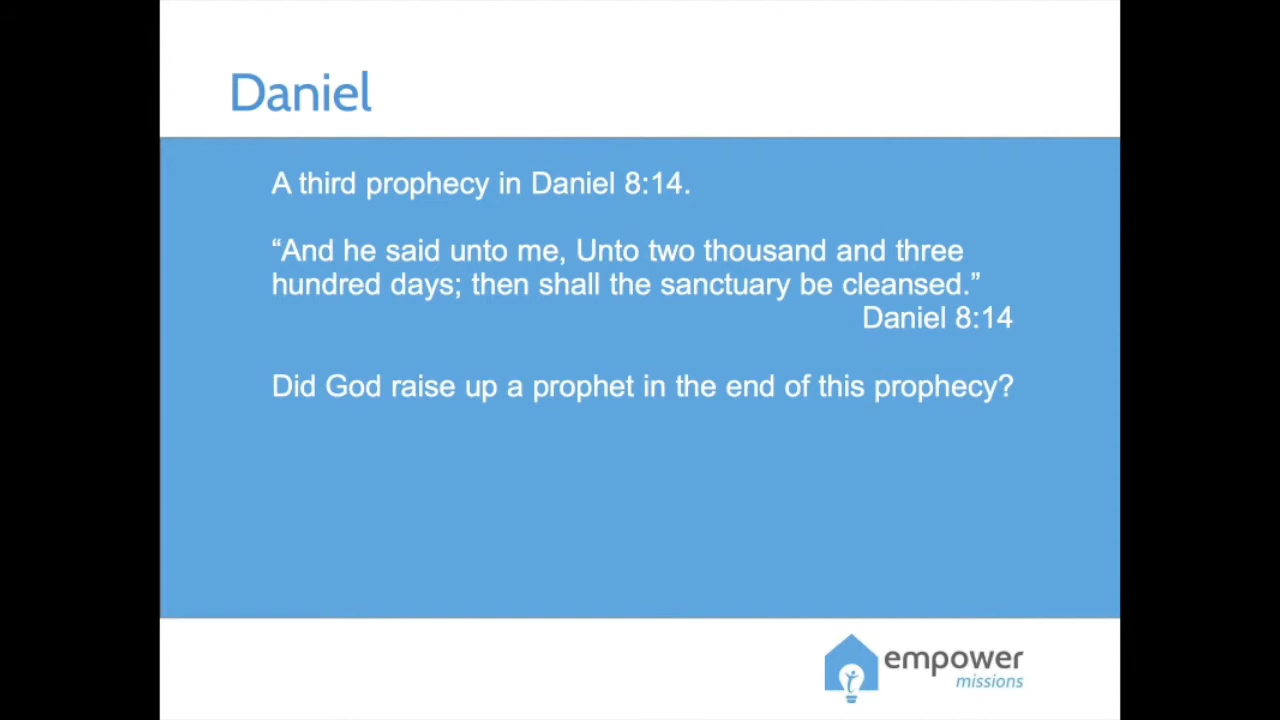 Daniel
A third prophecy in Daniel 8:14.
“And he said unto me, Unto two thousand and three
hundred days; then shall the sanctuary be cleansed.”
Daniel 8:14
Did God raise up a prophet in the end of this prophecy?
empower
missions